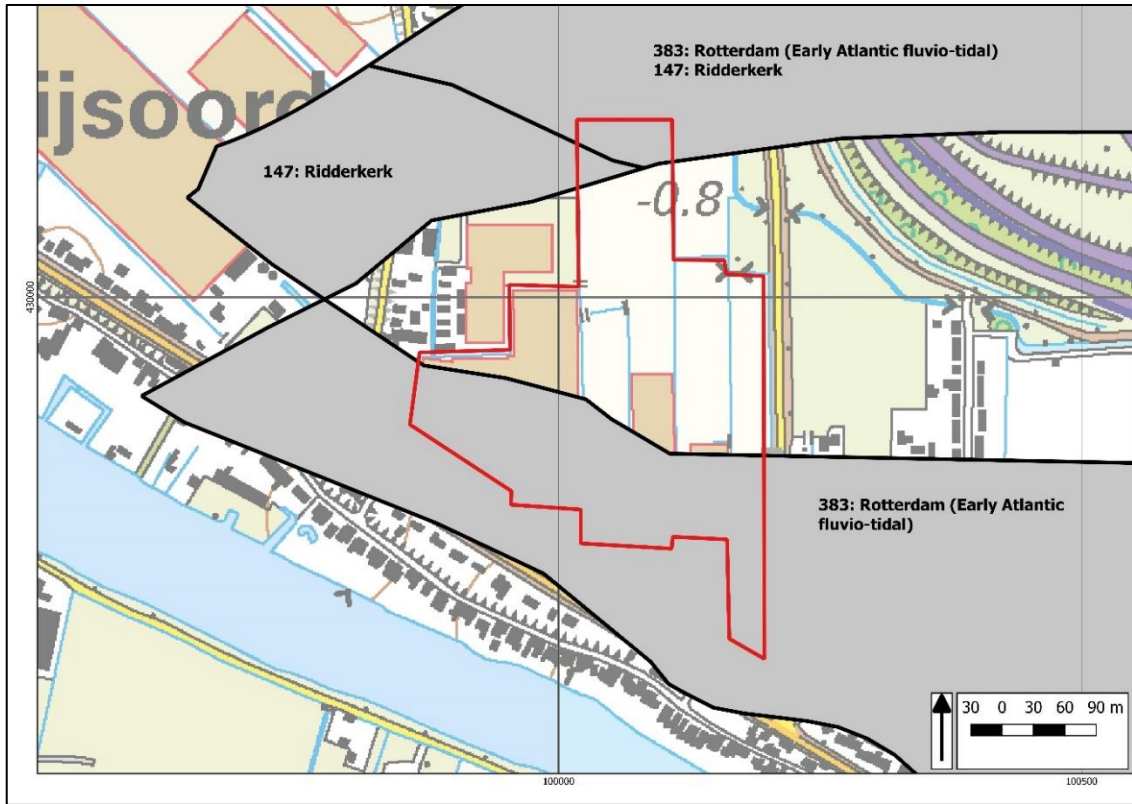 383: Rotterdam (Early Atlantic fluvio-tidal)
147: Ridderkerk
ijsoord
147: Ridderkerk
-0.8
430000
383: Rotterdam (Early Atlantic
fluvio-tidal)
30 0 30 60 90 m
100000
100500